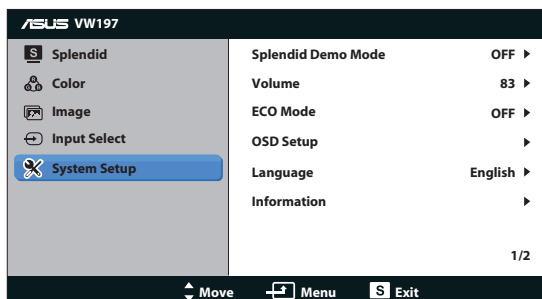 ASUS VW197
S Splendid
Color
Image
Input Select
System Setup
Splendid Demo Mode OFF
Volume 83
ECO Mode OFF
OSD Setup
Language English
Information
1/2
Move Menu S Exit